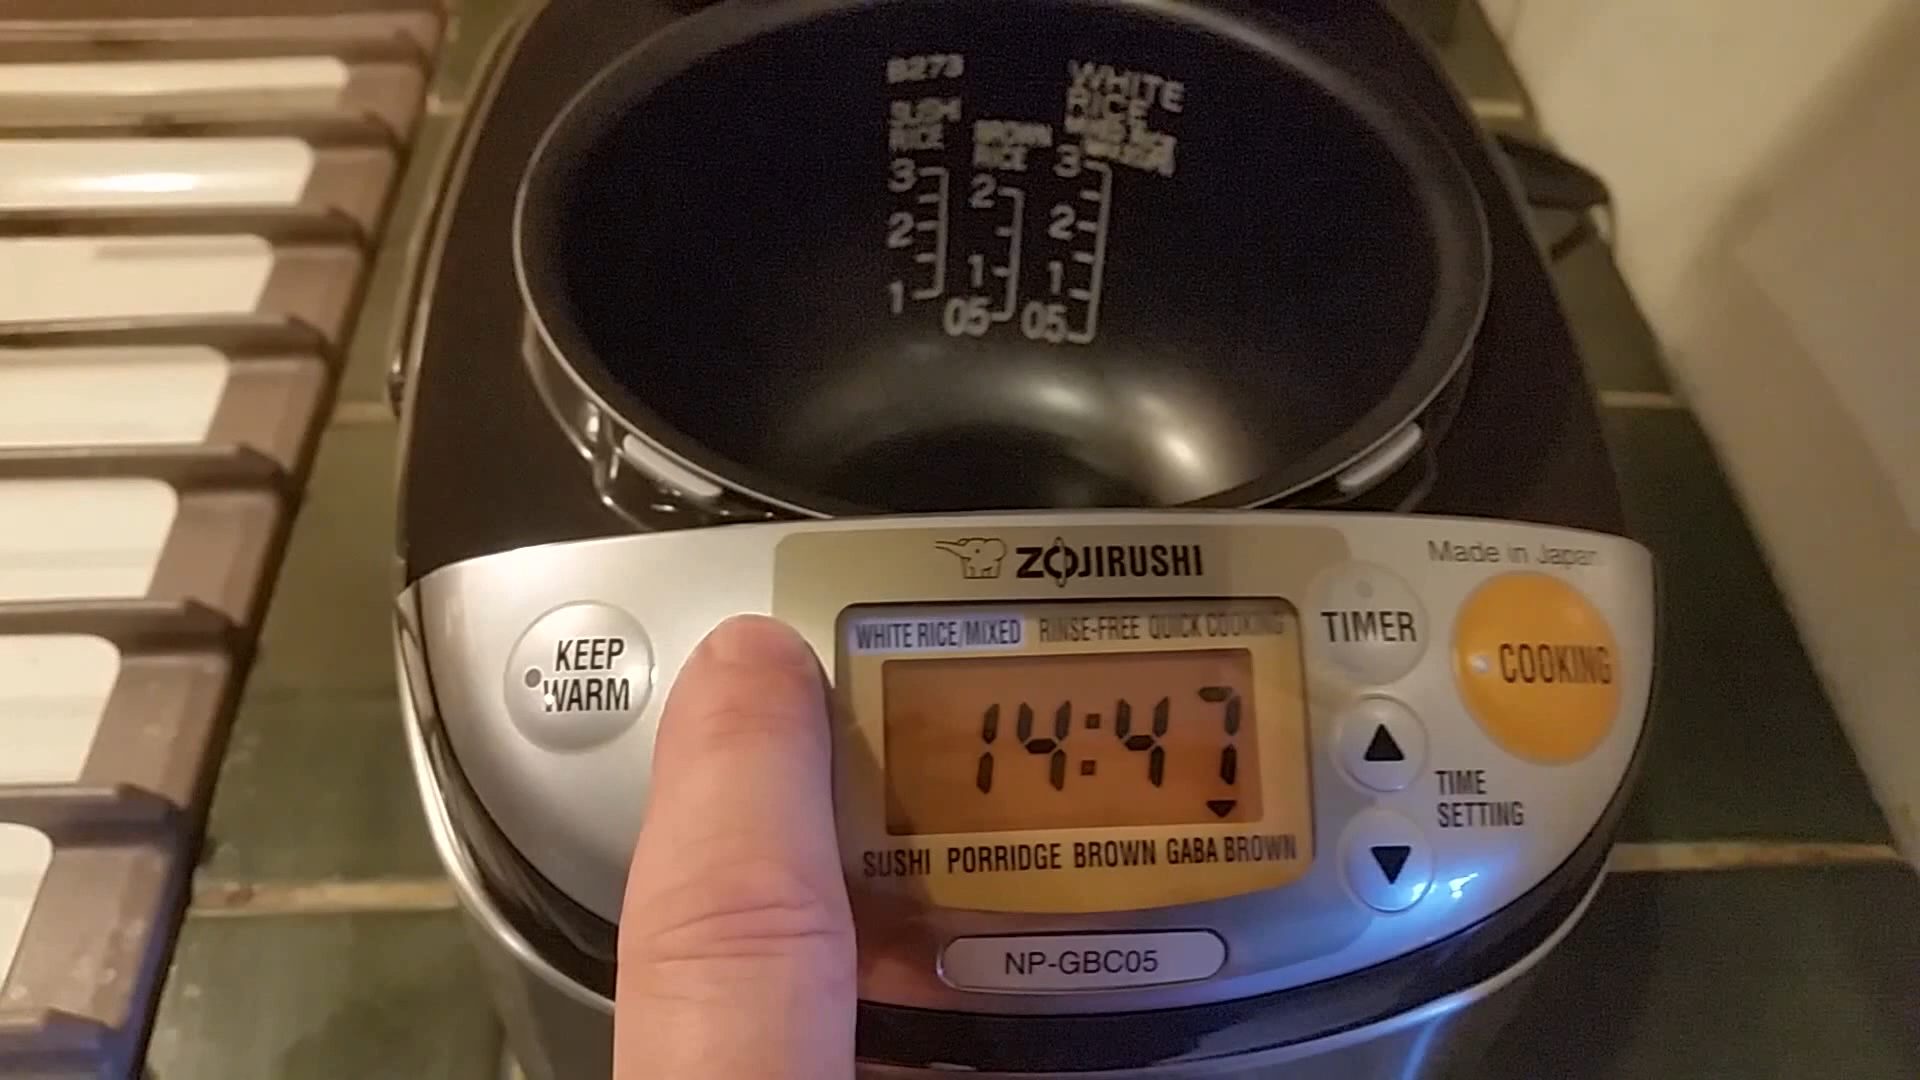 B273
WHITE
RICE
SUSHI
RICE
BROWN
RICE
3 2 3
2 2
1 1 1
05 05
ZOJIRUSHI
Made in Japan
KEEP
WARM
WHITE RICE/MIXED RINSE-FREE QUICK COOKING
TIMER
COOKING
14:47
TIME
SETTING
SUSHI PORRIDGE BROWN GABA BROWN
NP-GBC05